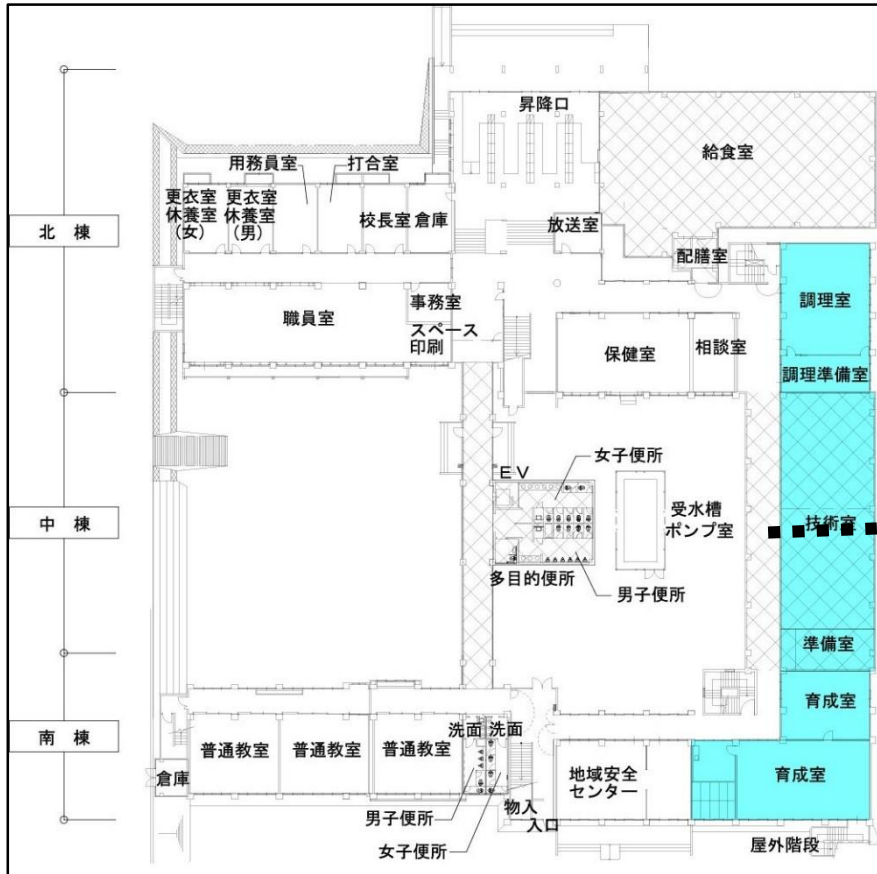 昇降口
給食室
用務員室
打合室
更衣室
休養室
(女)
更衣室
休養室
(男)
校長室
倉庫
放送室
配膳室
北 棟
調理室
職員室
事務室
スペース
印刷
保健室
相談室
調理準備室
女子便所
EV
受水槽
ポンプ室
技術室
中 棟
多目的便所
男子便所
準備室
育成室
洗面
洗面
南 棟
普通教室
普通教室
普通教室
地域安全
センター
育成室
倉庫
物入
入口
男子便所
女子便所
屋外階段